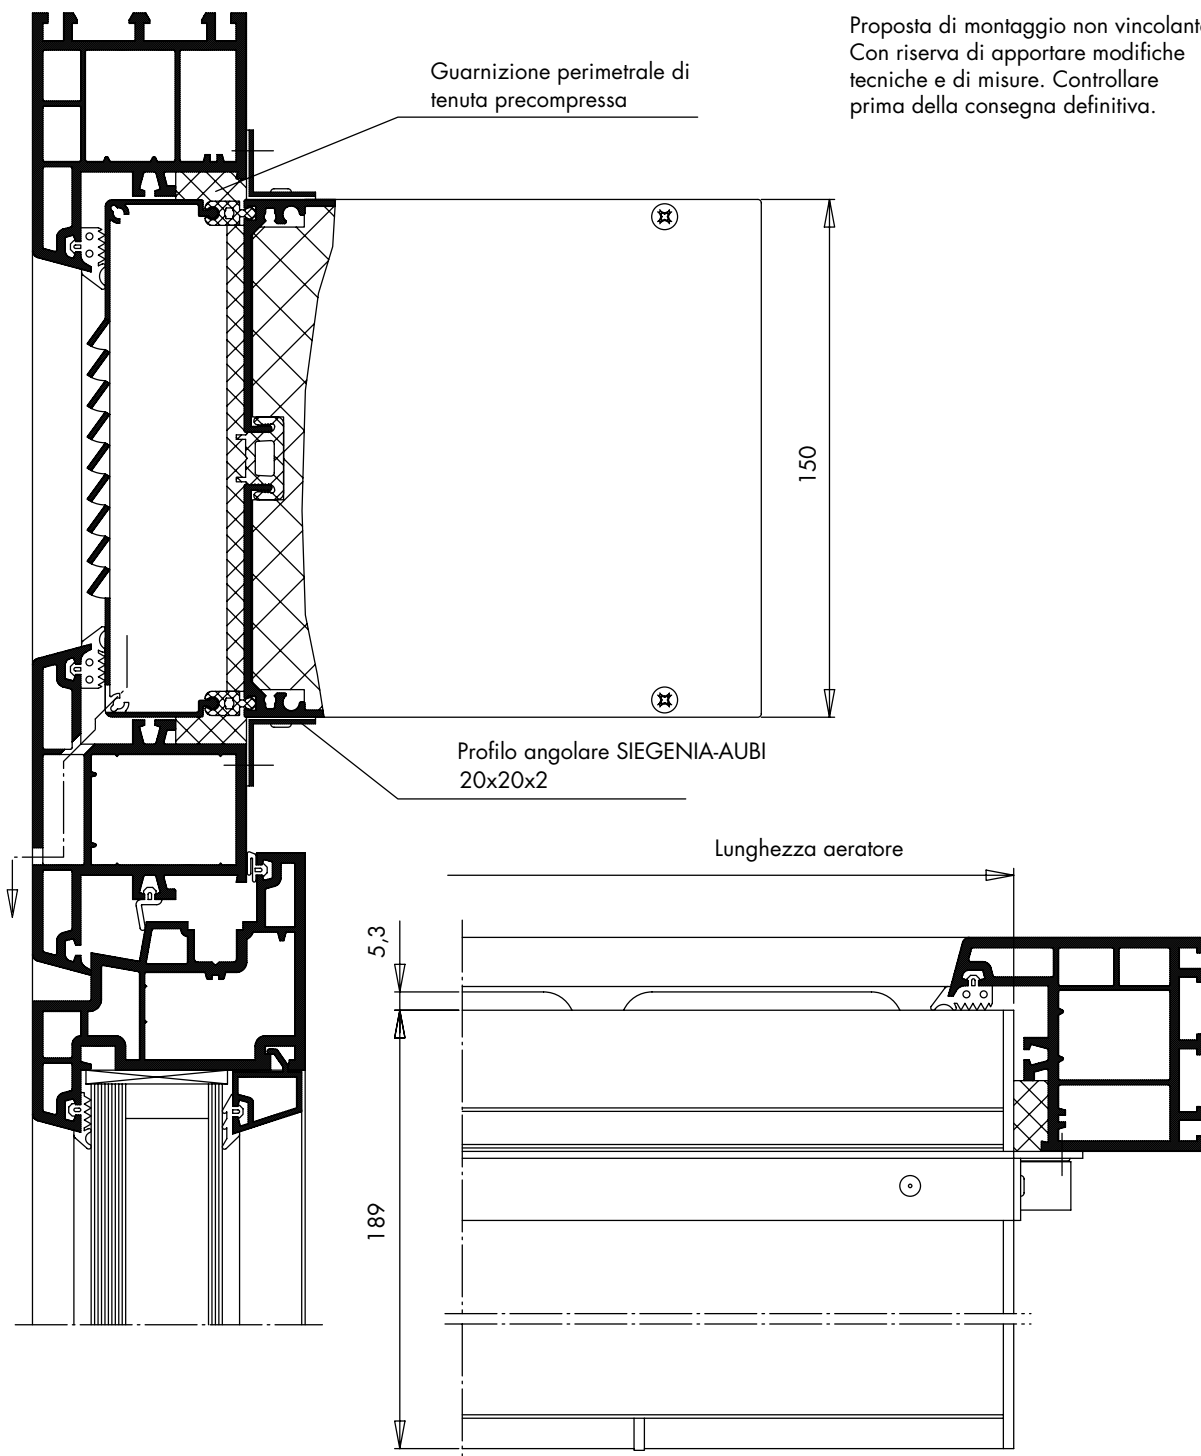 Proposta di montaggio non vincolante
Con riserva di apportare modifiche
tecniche e di misure. Controllare
prima della consegna definitiva.
Guarnizione perimetrale di
tenuta precompressa
150
Profilo angolare SIEGENIA-AUBI
20x20x2
Lunghezza aeratore
5,3
189